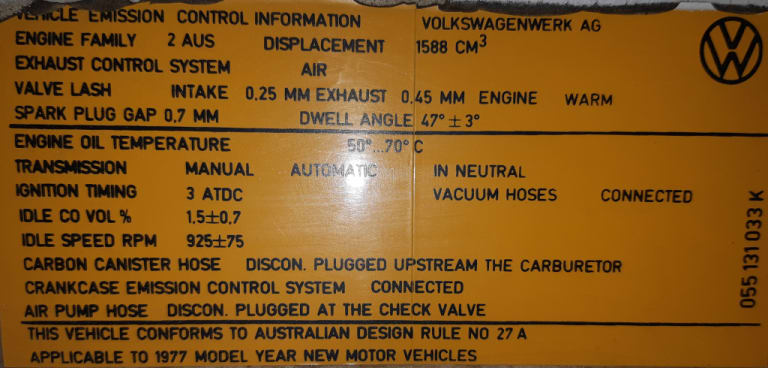 VEHICLE EMISSION CONTROL INFORMATION VOLKSWAGENWERK AG
ENGINE FAMILY 2 AUS DISPLACEMENT 1588 CM³
EXHAUST CONTROL SYSTEM AIR
VALVE LASH INTAKE 0.25 MM EXHAUST 0.45 MM ENGINE WARM
SPARK PLUG GAP 0,7 MM DWELL ANGLE 47° ± 3°
ENGINE OIL TEMPERATURE 50°...70° C
TRANSMISSION MANUAL AUTOMATIC IN NEUTRAL
IGNITION TIMING 3 ATDC VACUUM HOSES CONNECTED
IDLE CO VOL % 1.5±0,7
IDLE SPEED RPM 925±75
CARBON CANISTER HOSE DISCON. PLUGGED UPSTREAM THE CARBURETOR
CRANKCASE EMISSION CONTROL SYSTEM CONNECTED
AIR PUMP HOSE DISCON. PLUGGED AT THE CHECK VALVE
THIS VEHICLE CONFORMS TO AUSTRALIAN DESIGN RULE NO 27 A
APPLICABLE TO 1977 MODEL YEAR NEW MOTOR VEHICLES
VW
055 131 033 K